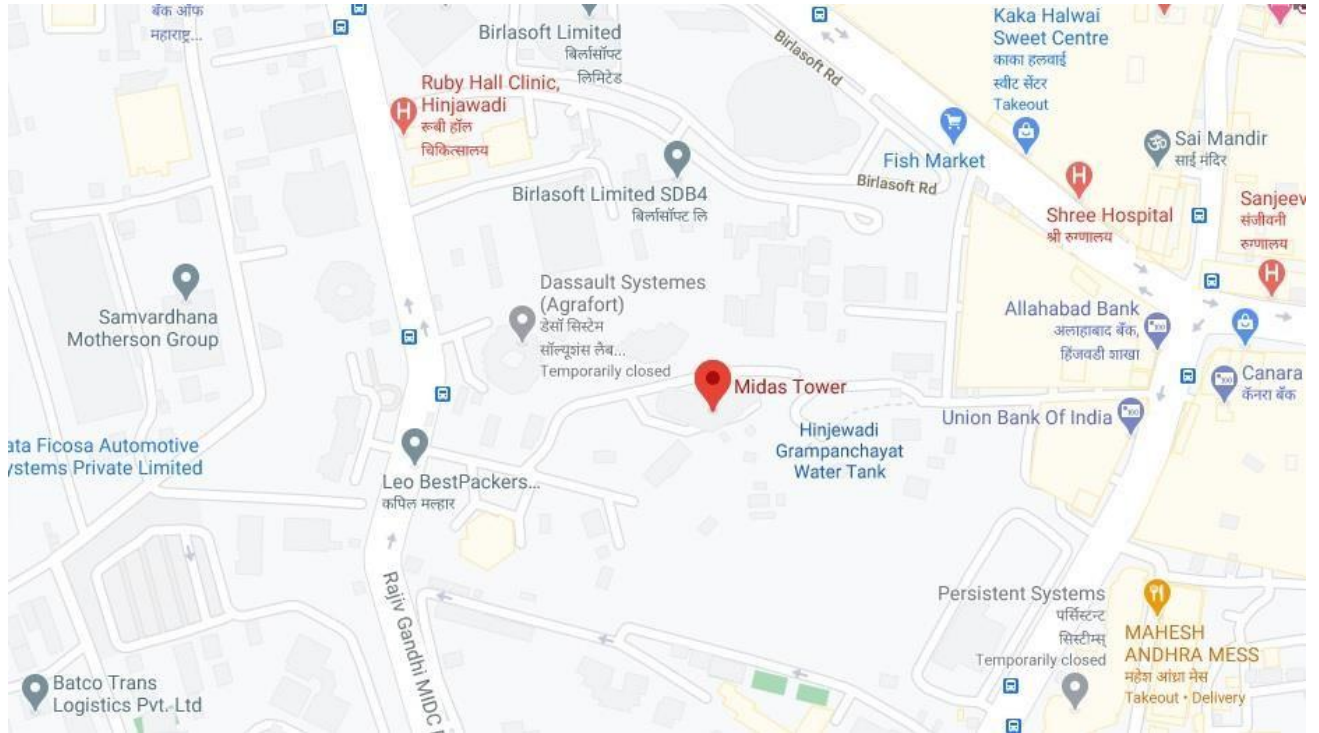 बँक ऑफ
महाराष्ट्र...
Birlasoft Limited
बिर्लासॉफ्ट
लिमिटेड
Birlasoft Rd
Kaka Halwai
Sweet Centre
काका हलवाई
स्वीट सेंटर
Takeout
Ruby Hall Clinic,
Hinjawadi
रूबी हॉल
चिकित्सालय
Fish Market
Sai Mandir
साई मंदिर
Birlasoft Limited SDB4
बिर्लासॉफ्ट लि
Birlasoft Rd
Shree Hospital
श्री रुग्णालय
Sanjeev
संजीवनी
रुग्णालय
Samvardhana
Motherson Group
Dassault Systemes
(Agrafort)
डेसॉ सिस्टेम
सॉल्यूशंस लॅब...
Temporarily closed
Allahabad Bank
अलाहाबाद बँक,
हिंजवडी शाखा
Midas Tower
Canara
कॅनरा बँक
Union Bank Of India
Hinjewadi
Grampanchayat
Water Tank
ata Ficosa Automotive
ystems Private Limited
Leo BestPackers...
कपिल मल्हार
Rajiv Gandhi MIDC
Persistent Systems
पर्सिस्टन्ट
सिस्टीम्स्
Temporarily closed
MAHESH
ANDHRA MESS
महेश आंध्रा मेस
Takeout • Delivery
Batco Trans
Logistics Pvt. Ltd